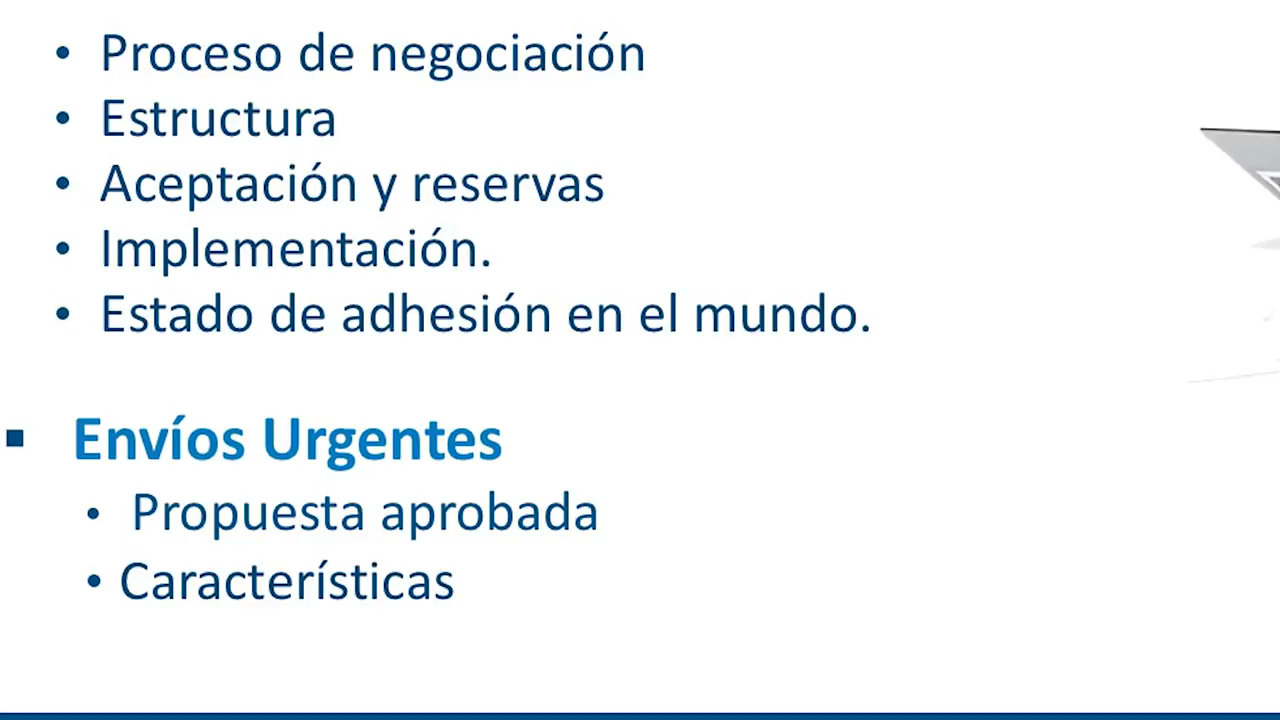 • Proceso de negociación
• Estructura
• Aceptación y reservas
• Implementación.
• Estado de adhesión en el mundo.
▪ Envíos Urgentes
• Propuesta aprobada
• Características